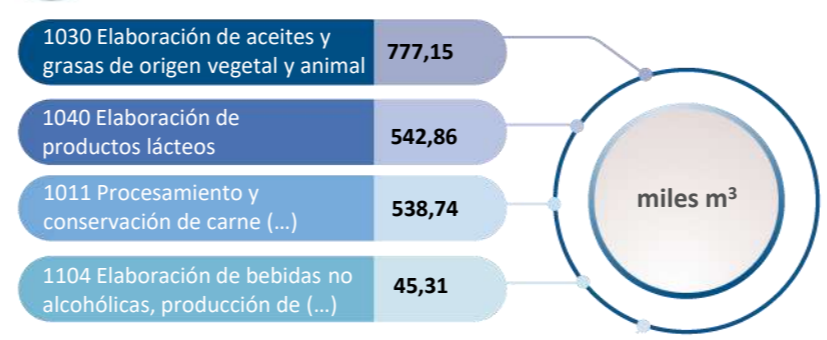 1030 Elaboración de aceites y
grasas de origen vegetal y animal
777,15
1040 Elaboración de
productos lácteos
542,86
1011 Procesamiento y
conservación de carne (...)
538,74
1104 Elaboración de bebidas no
alcohólicas, producción de (...)
45,31
miles m³